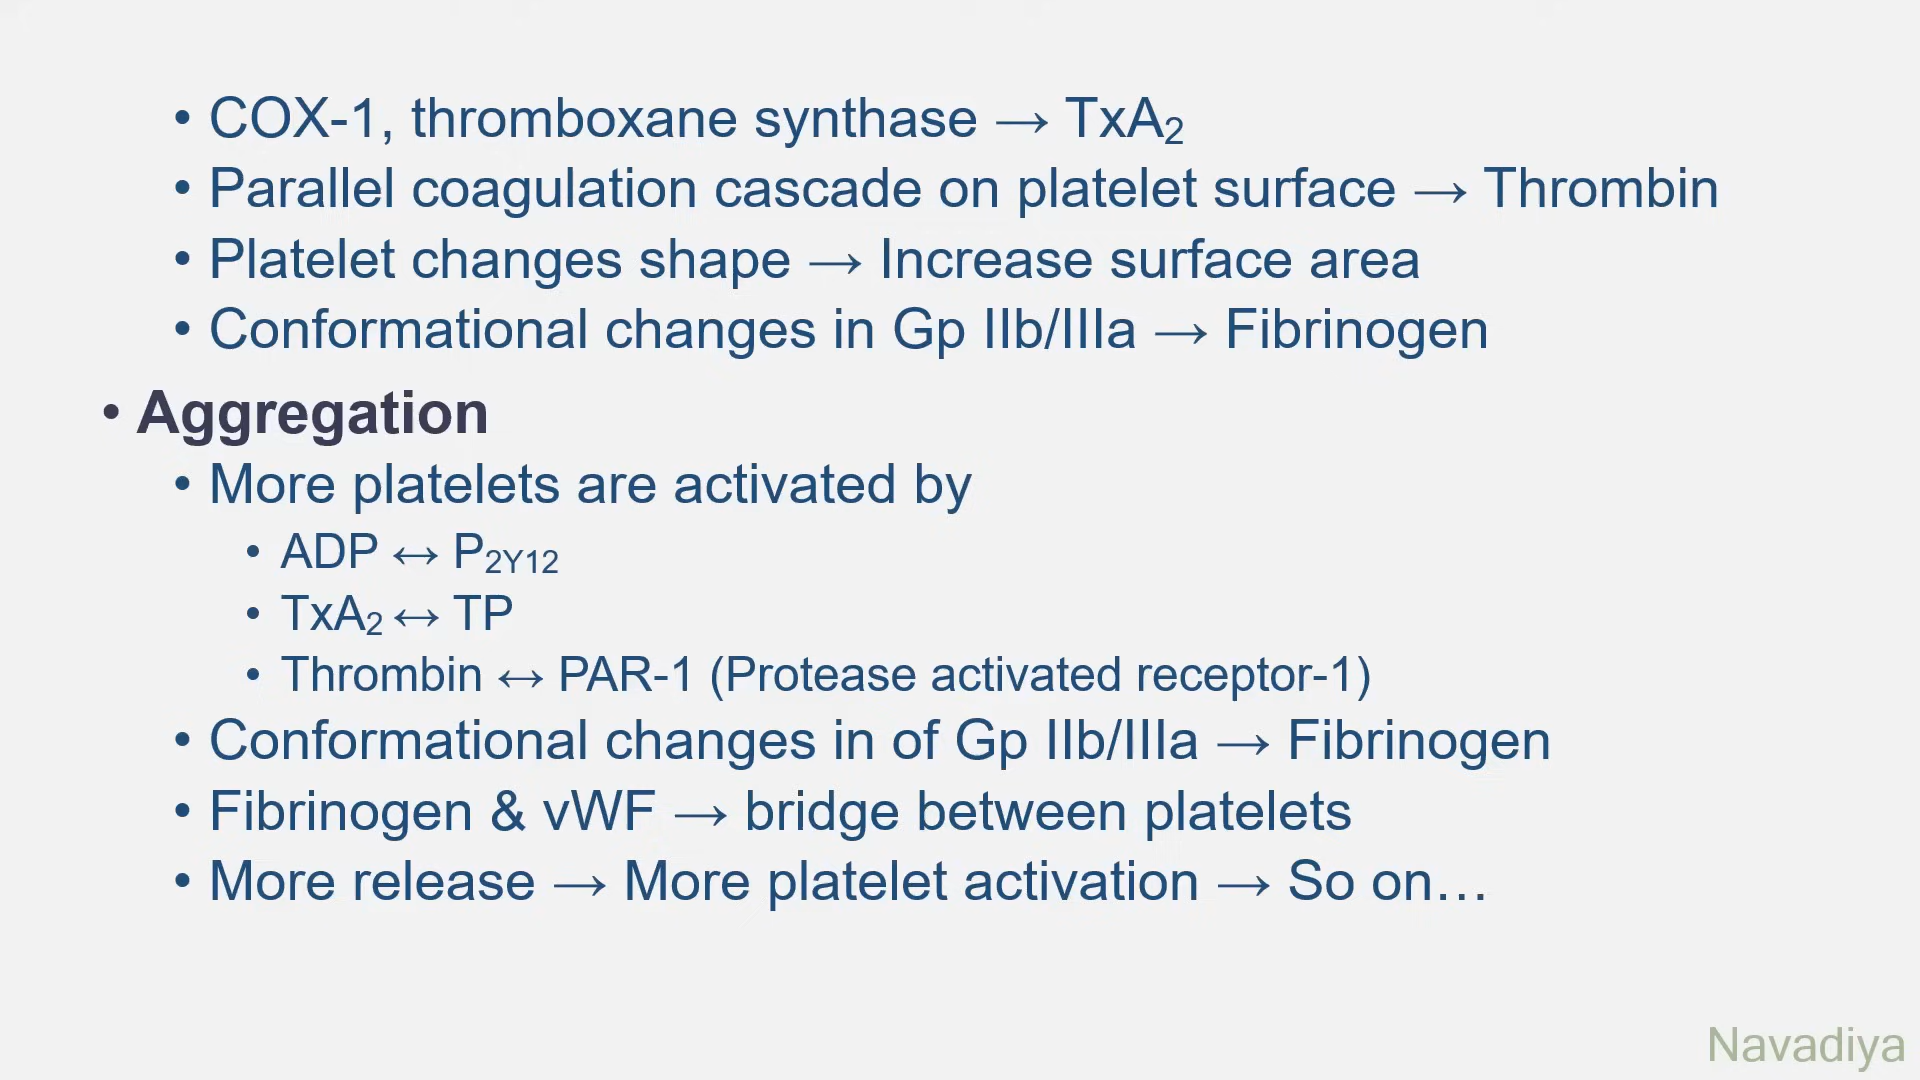 • COX-1, thromboxane synthase → TxA₂
• Parallel coagulation cascade on platelet surface → Thrombin
• Platelet changes shape → Increase surface area
• Conformational changes in Gp IIb/IIIa → Fibrinogen
• Aggregation
• More platelets are activated by
• ADP ↔ P₂Y₁₂
• TxA₂ ↔ TP
• Thrombin ↔ PAR-1 (Protease activated receptor-1)
• Conformational changes in of Gp IIb/IIIa → Fibrinogen
• Fibrinogen & vWF → bridge between platelets
• More release → More platelet activation → So on…
Navadiya